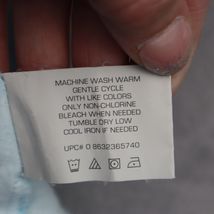 MACHINE WASH WARM
GENTLE CYCLE
WITH LIKE COLORS
ONLY NON-CHLORINE
BLEACH WHEN NEEDED
TUMBLE DRY LOW
COOL IRON IF NEEDED
UPC# 0 8632365740